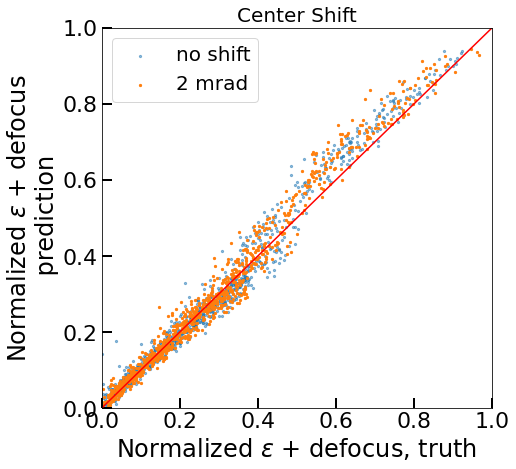 Center Shift
no shift
2 mrad
Normalized ε + defocus
prediction
1.0
0.8
0.6
0.4
0.2
0.0
0.0 0.2 0.4 0.6 0.8 1.0
Normalized ε + defocus, truth